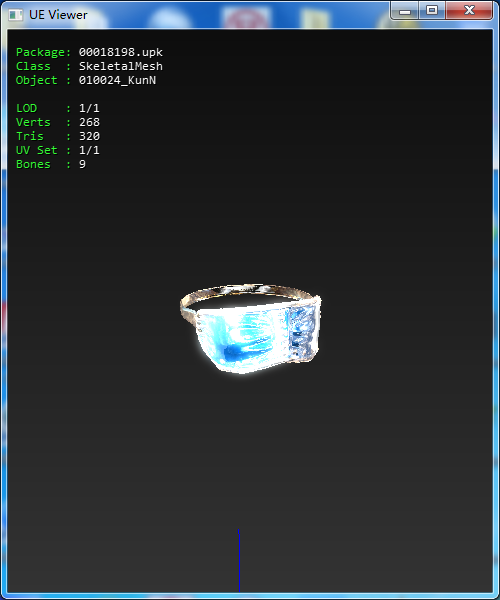 UE Viewer
Package: 00018198.upk
Class : SkeletalMesh
Object : 010024_KunN
LOD : 1/1
Verts : 268
Tris : 320
UV Set : 1/1
Bones : 9